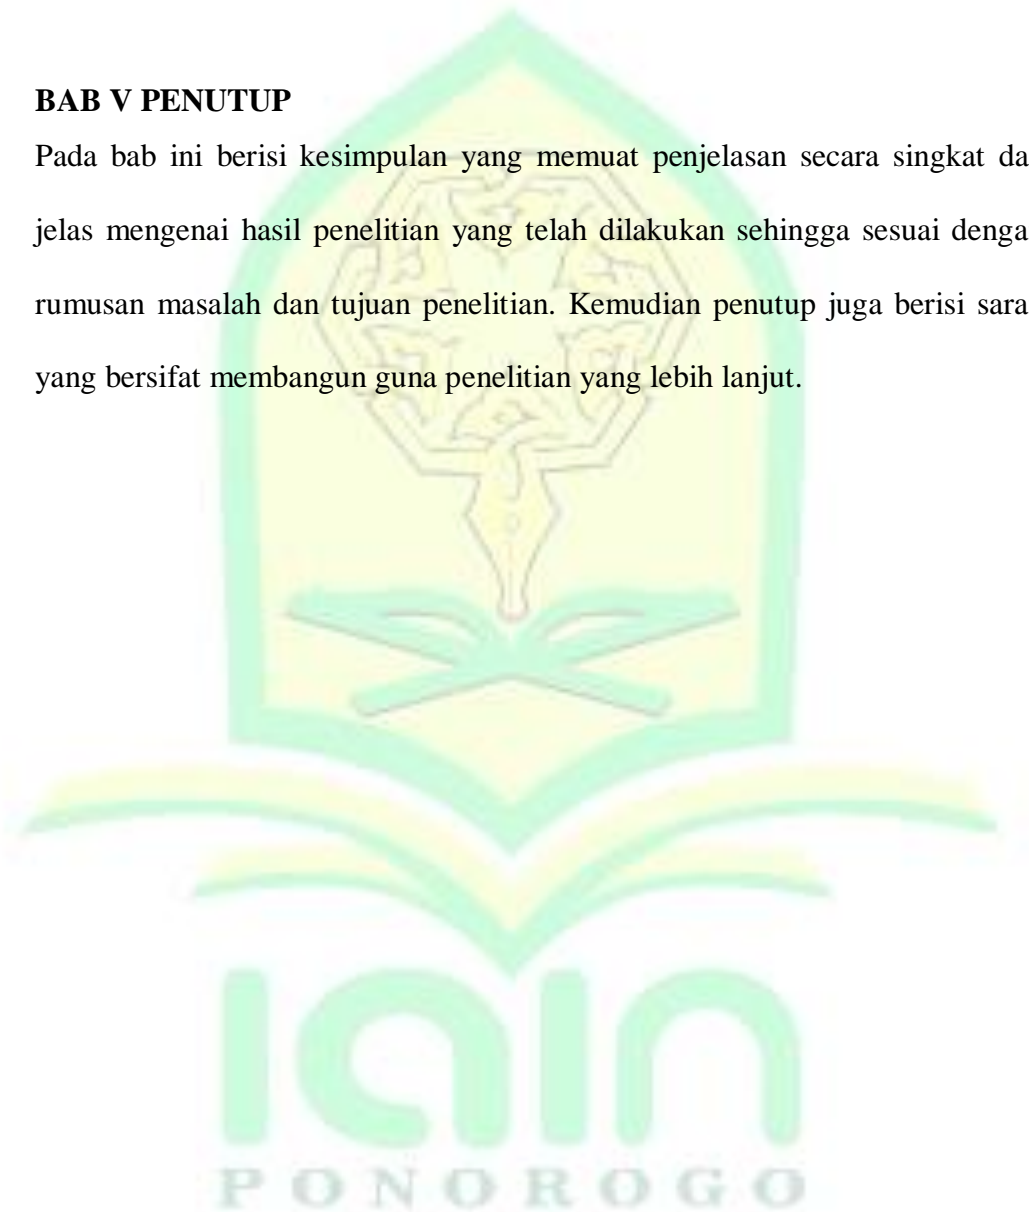 BAB V PENUTUP
Pada bab ini berisi kesimpulan yang memuat penjelasan secara singkat da
jelas mengenai hasil penelitian yang telah dilakukan sehingga sesuai denga
rumusan masalah dan tujuan penelitian. Kemudian penutup juga berisi sara
yang bersifat membangun guna penelitian yang lebih lanjut.
iain
PONOROGO